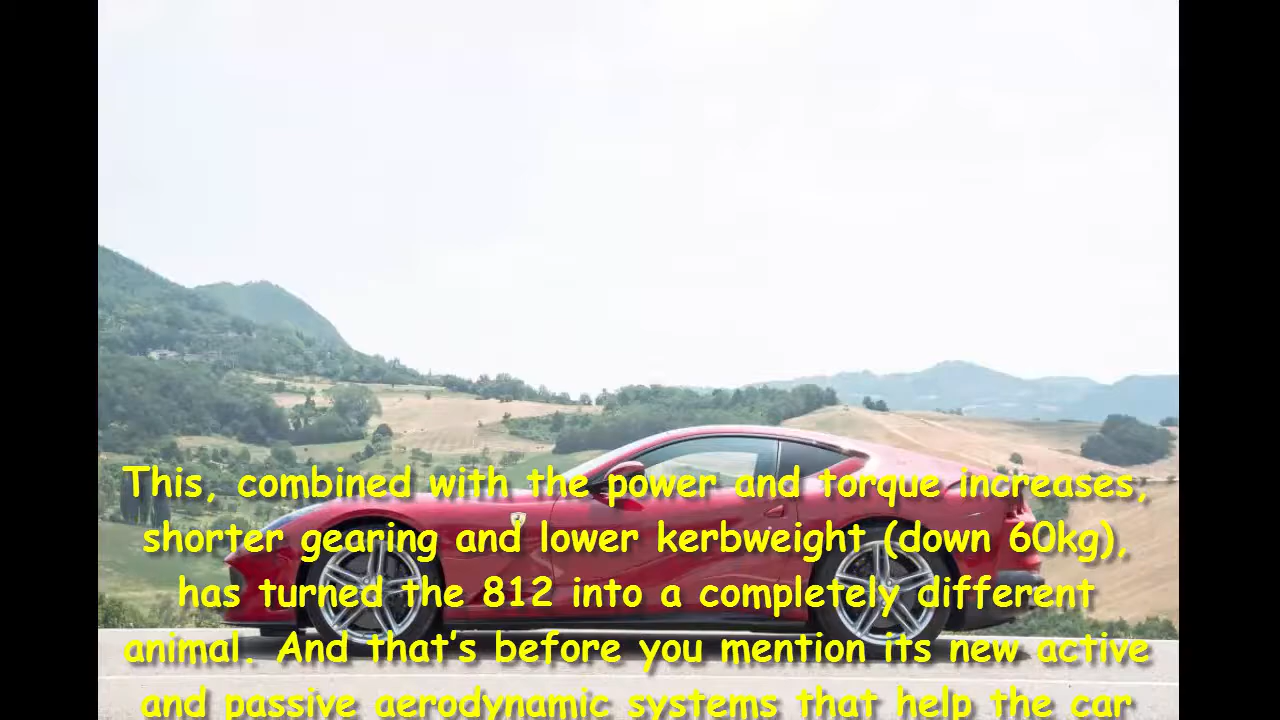 This, combined with the power and torque increases,
shorter gearing and lower kerbweight (down 60kg),
has turned the 812 into a completely different
animal. And that’s before you mention its new active
and passive aerodynamic systems that help the car